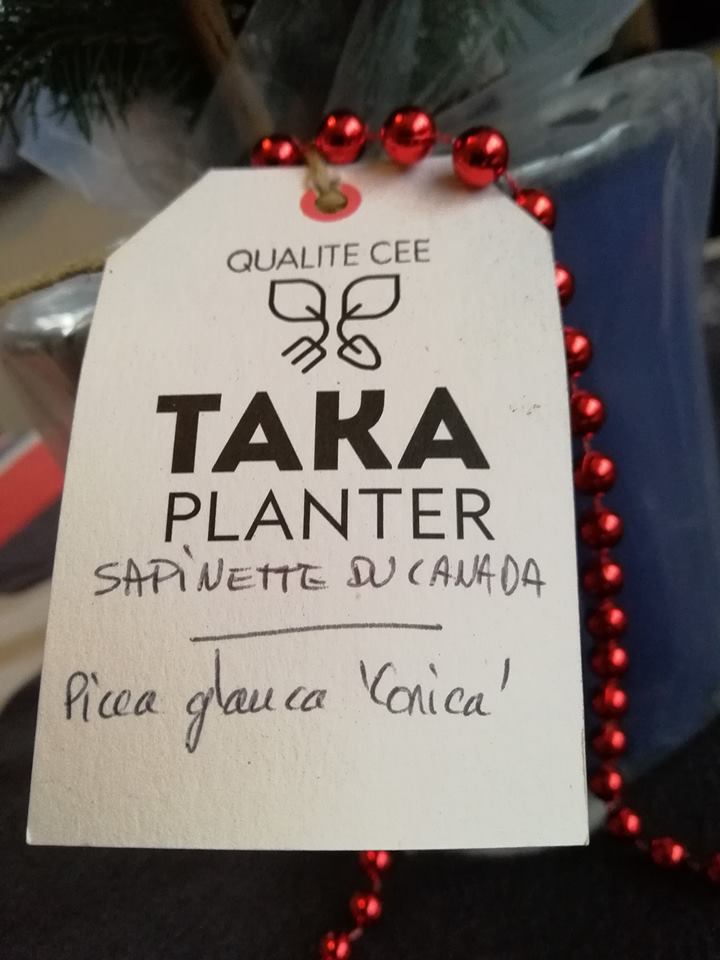 QUALITE CEE
TAKA
PLANTER
SAPiNETTE DU CANADA
Picea glauca 'Conica'